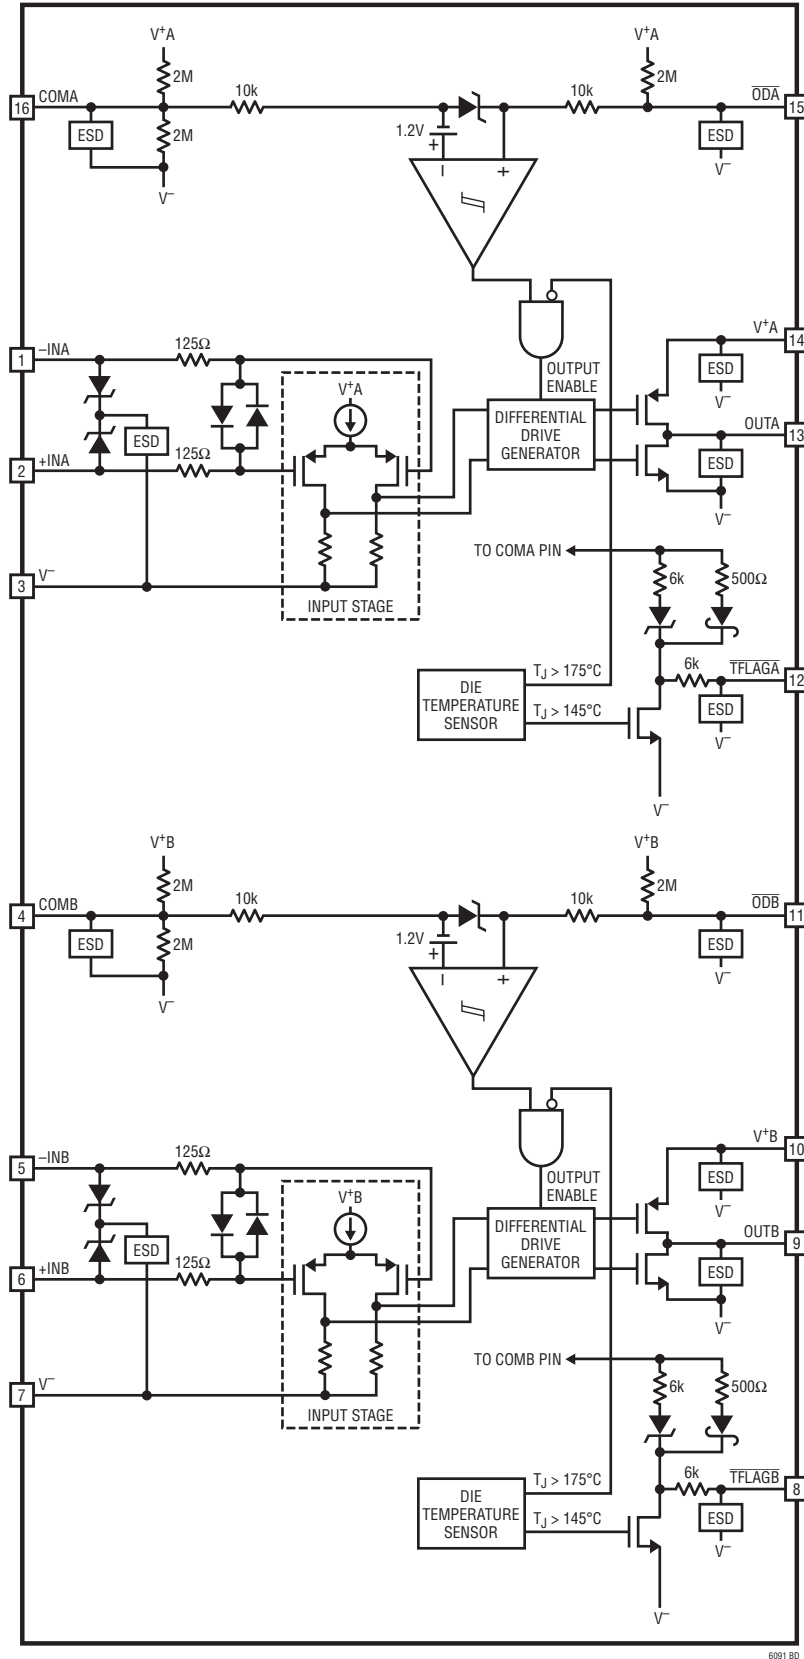 V+A
V+A
2M
2M
16
COMA
10k
10k
ODA
15
ESD
2M
1.2V
+
ESD
V–
– +
V–
1
–INA
125Ω
V+A
14
OUTPUT
ENABLE
ESD
V–
V+A
DIFFERENTIAL
DRIVE
GENERATOR
OUTA
13
ESD
2
+INA
125Ω
ESD
V–
TO COMA PIN
3
V–
6k
500Ω
INPUT STAGE
6k
TFLAGA
12
DIE
TEMPERATURE
SENSOR
TJ > 175°C
TJ > 145°C
ESD
V–
V–
V+B
V+B
2M
2M
4
COMB
10k
10k
ODB
11
ESD
2M
1.2V
+
ESD
V–
– +
V–
5
–INB
125Ω
V+B
10
OUTPUT
ENABLE
ESD
V–
V+B
DIFFERENTIAL
DRIVE
GENERATOR
OUTB
9
ESD
6
+INB
125Ω
ESD
V–
TO COMB PIN
7
V–
6k
500Ω
INPUT STAGE
6k
TFLAGB
8
DIE
TEMPERATURE
SENSOR
TJ > 175°C
TJ > 145°C
ESD
V–
V–
6091 BD